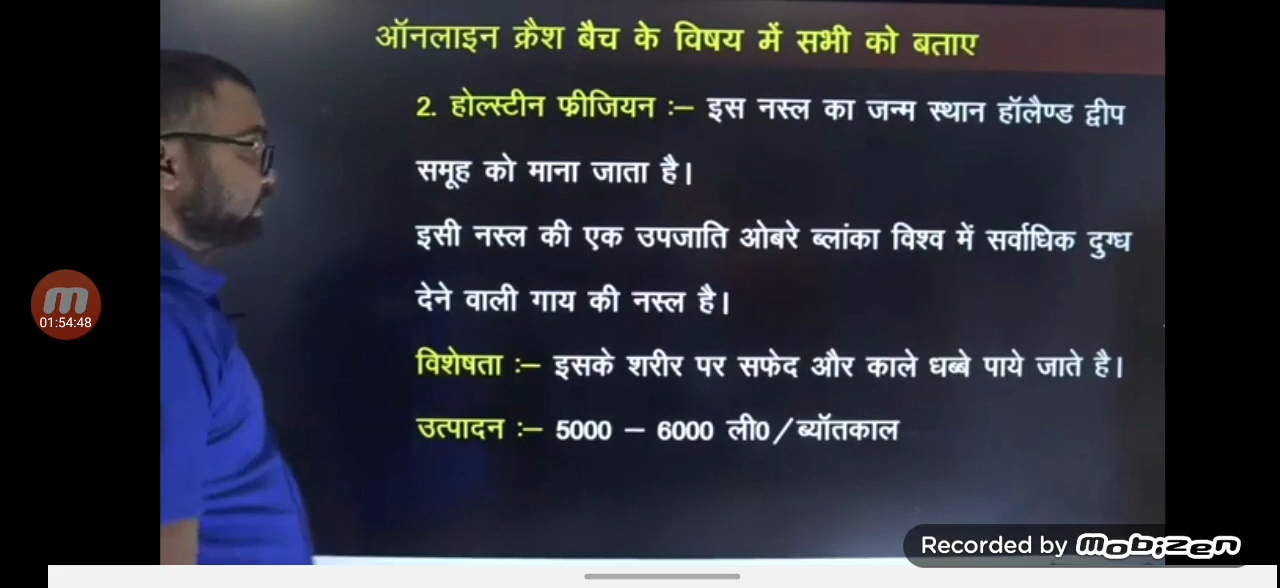 ऑनलाइन क्रैश बैच के विषय में सभी को बताए
2. होल्स्टीन फ्रीजियन :– इस नस्ल का जन्म स्थान हॉलैण्ड द्वीप
समूह को माना जाता है।
इसी नस्ल की एक उपजाति ओबरे ब्लांका विश्व में सर्वाधिक दुग्ध
देने वाली गाय की नस्ल है।
विशेषता :– इसके शरीर पर सफेद और काले धब्बे पाये जाते है।
उत्पादन :– 5000 – 6000 ली0/ब्यॉतकाल
01:54:48
Recorded by mobizen